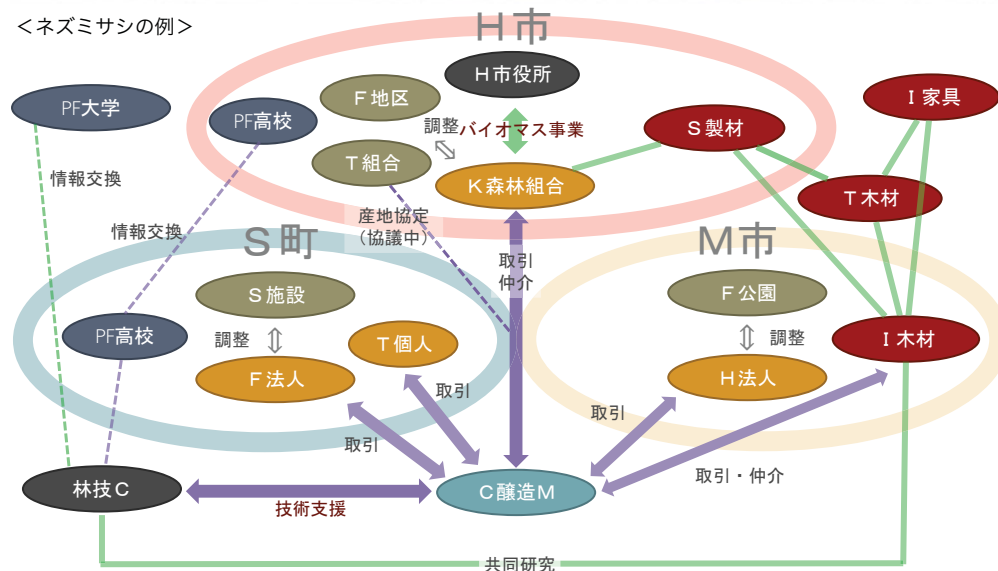 ＜ネズミサシの例＞
Ｈ市
Ｈ市役所
Ｆ地区
PF大学
PF高校
調整
バイオマス事業
Ｓ製材
Ｉ家具
Ｔ組合
Ｋ森林組合
Ｔ木材
情報交換
情報交換
産地協定
（協議中）
Ｓ町
Ｍ市
取引
仲介
Ｓ施設
Ｆ公園
PF高校
調整
Ｔ個人
調整
Ｉ木材
Ｆ法人
Ｈ法人
取引
取引
取引
取引・仲介
林技Ｃ
Ｃ醸造Ｍ
技術支援
共同研究